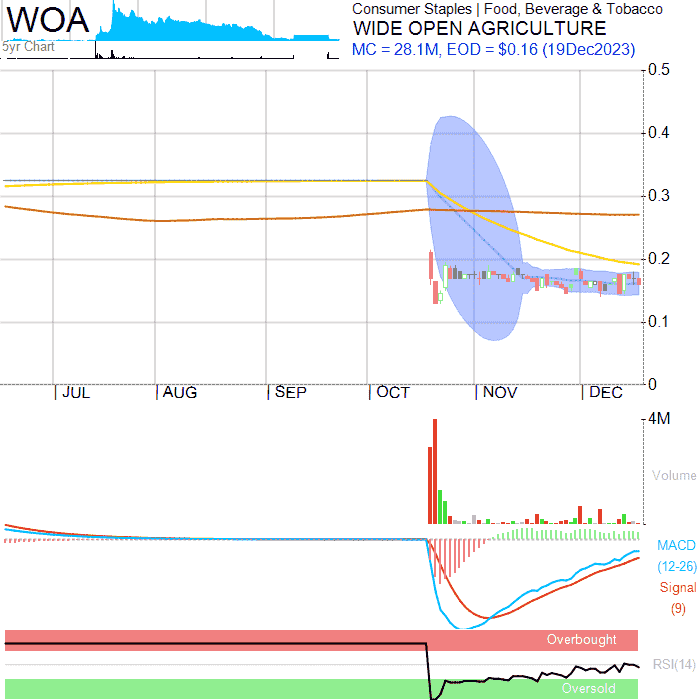 WOA
5yr Chart
Consumer Staples | Food, Beverage & Tobacco
WIDE OPEN AGRICULTURE
MC = 28.1M, EOD = $0.16 (19Dec2023)
0.5
0.4
0.3
0.2
0.1
0
JUL AUG SEP OCT NOV DEC
4M
Volume
MACD
(12-26)
Signal
(9)
Overbought
RSI(14)
Oversold